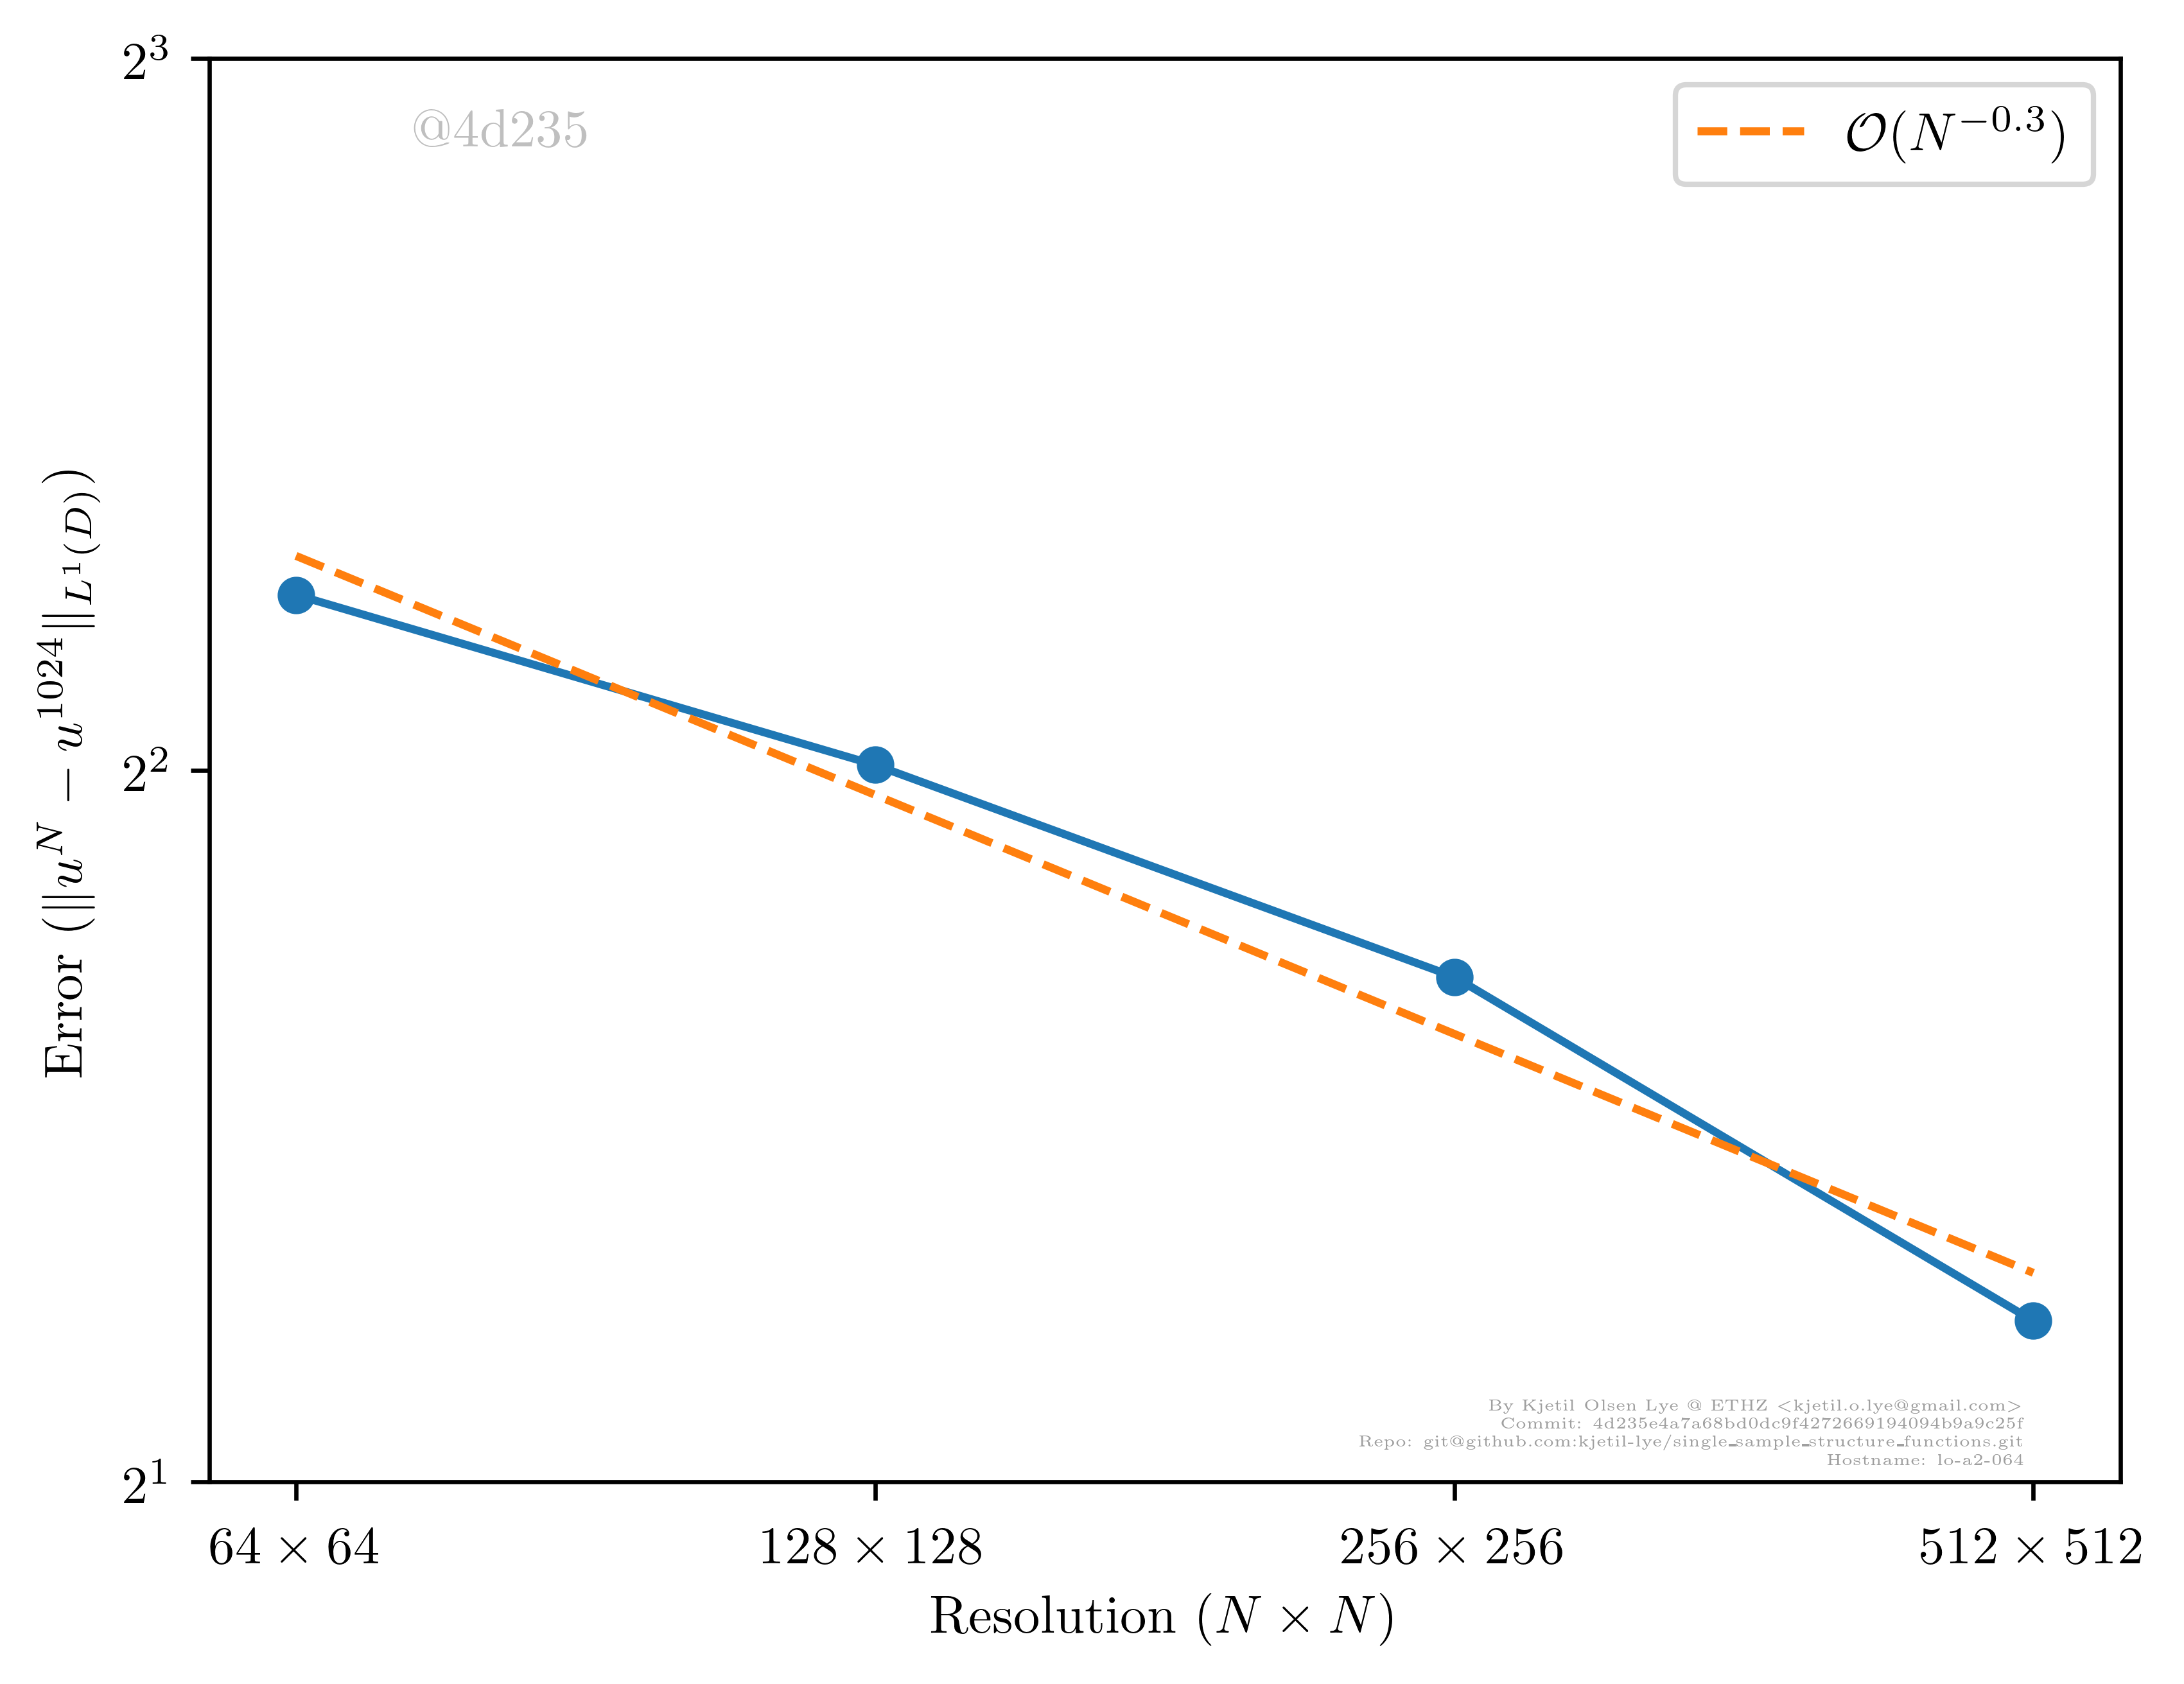 2^3
@4d235
𝒪(N^{-0.3})
Error (||u^N − u^{1024}||_{L^1(D)})
2^2
2^1
By Kjetil Olsen Lye @ ETHZ <kjetil.o.lye@gmail.com>
Commit: 4d235e4a7a68bd0dc9f4272669194094b9a9c25f
Repo: git@github.com:kjetil-lye/single_sample_structure_functions.git
Hostname: lo-a2-064
64 × 64
128 × 128
256 × 256
512 × 512
Resolution (N × N)